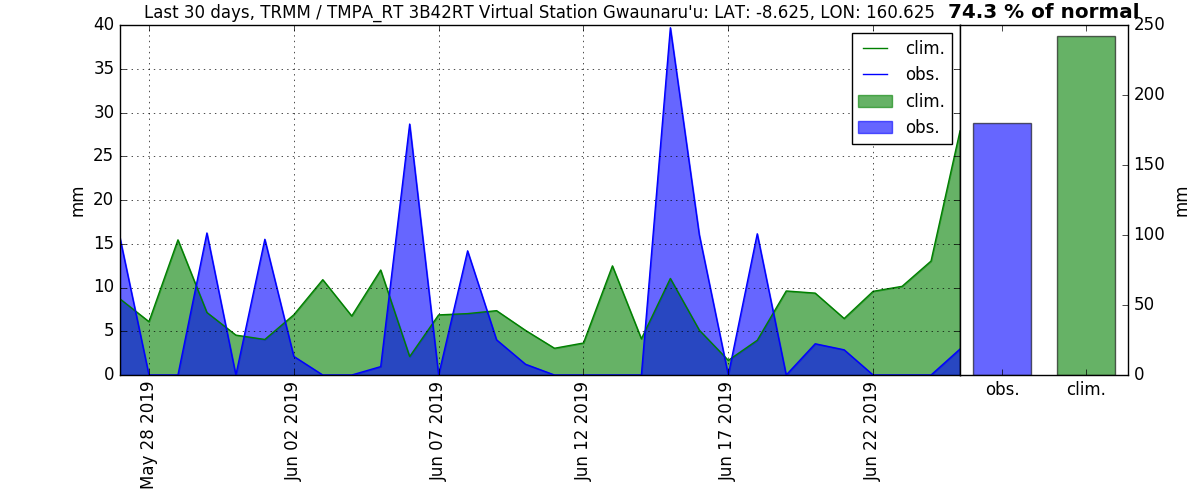 Last 30 days, TRMM / TMPA_RT 3B42RT Virtual Station Gwaunaru'u: LAT: -8.625, LON: 160.625
74.3 % of normal
40
35
30
25
20
15
10
5
0
mm
clim.
obs.
clim.
obs.
May 28 2019
Jun 02 2019
Jun 07 2019
Jun 12 2019
Jun 17 2019
Jun 22 2019
250
200
150
100
50
0
mm
obs.
clim.